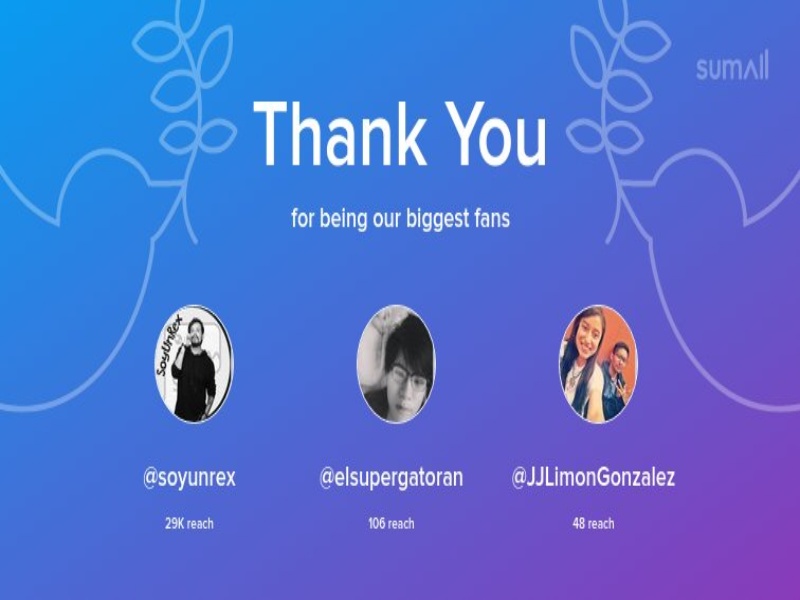 sumall
Thank You
for being our biggest fans
SoyUnRex
@soyunrex
@elsupergatoran
@JJLimonGonzalez
29K reach
106 reach
48 reach